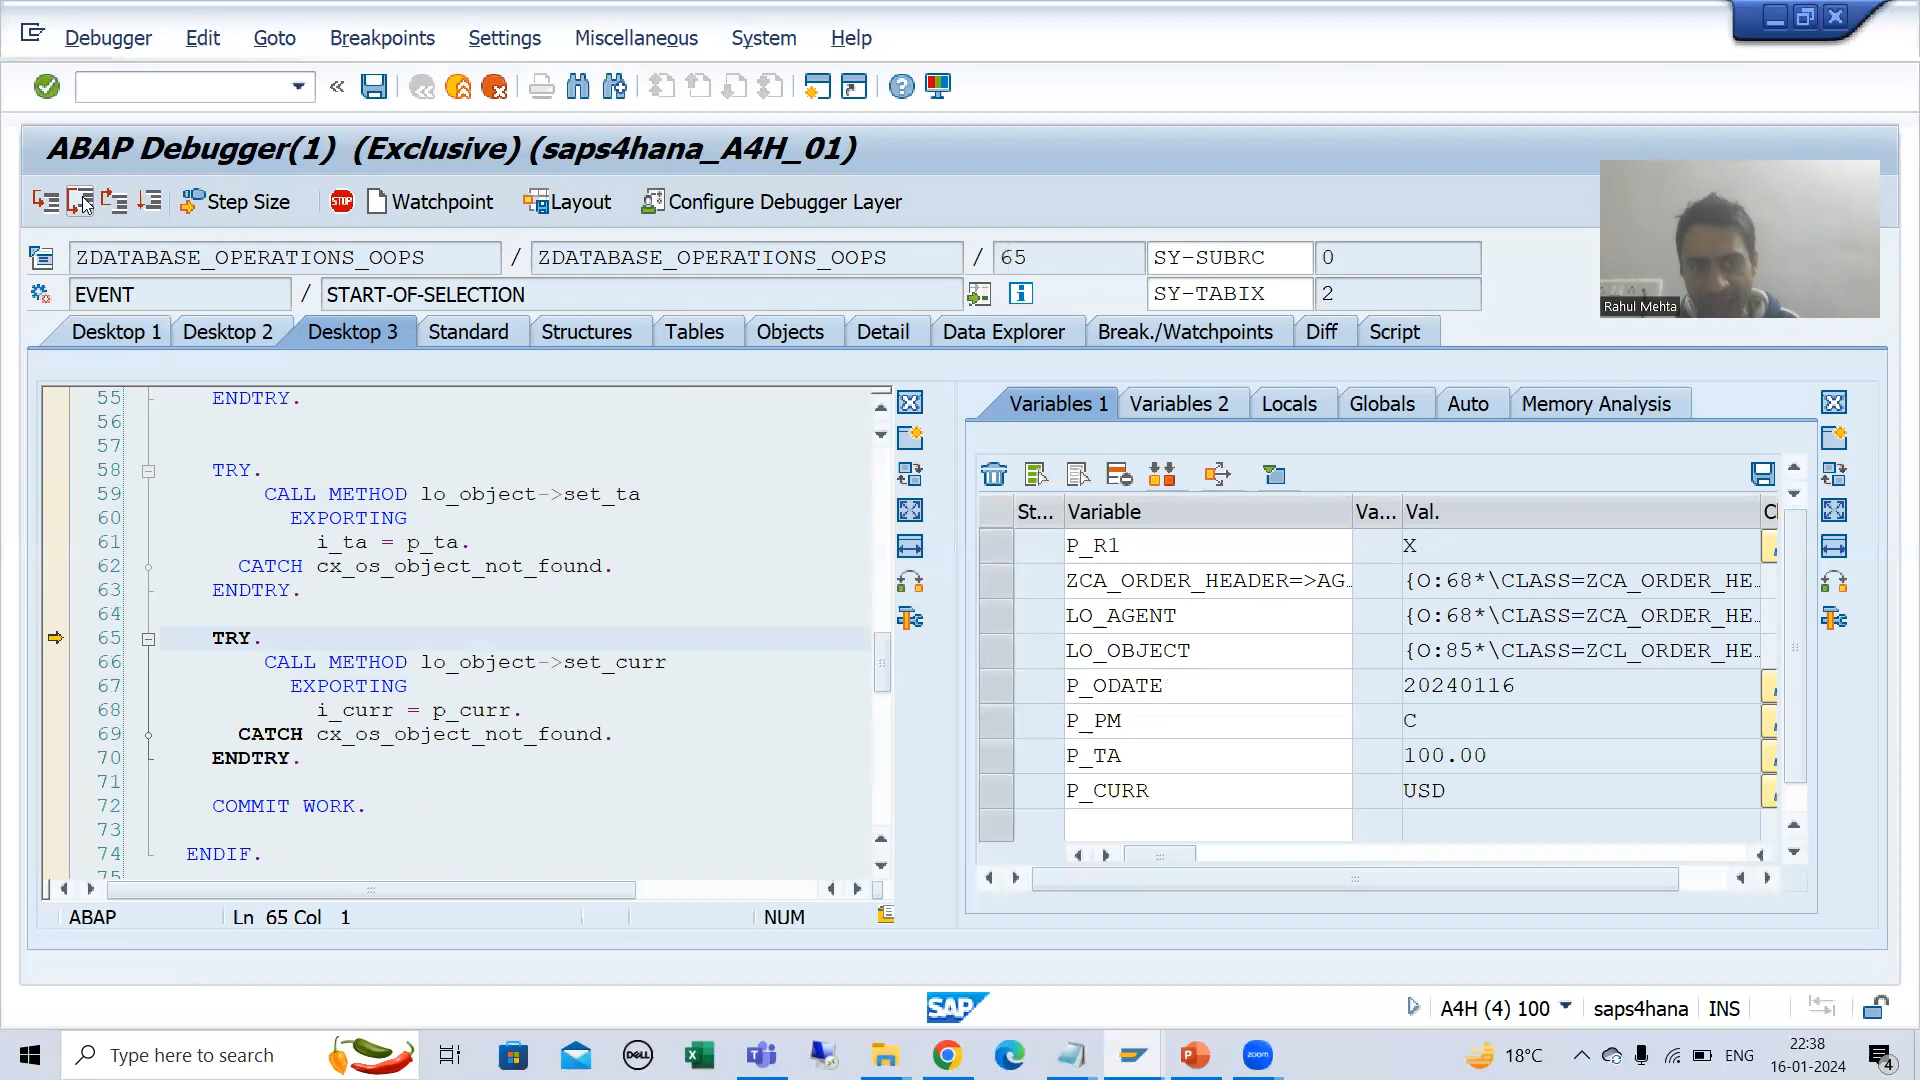 Debugger Edit Goto Breakpoints Settings Miscellaneous System Help
ABAP Debugger(1) (Exclusive) (saps4hana_A4H_01)
Step Size STOP Watchpoint Layout Configure Debugger Layer
ZDATABASE_OPERATIONS_OOPS / ZDATABASE_OPERATIONS_OOPS / 65 SY-SUBRC 0
EVENT / START-OF-SELECTION SY-TABIX 2
Rahul Mehta
Desktop 1 Desktop 2 Desktop 3 Standard Structures Tables Objects Detail Data Explorer Break./Watchpoints Diff Script
55 ENDTRY.
56
57
58 TRY.
59 CALL METHOD lo_object->set_ta
60 EXPORTING
61 i_ta = p_ta.
62 CATCH cx_os_object_not_found.
63 ENDTRY.
64
65 TRY.
66 CALL METHOD lo_object->set_curr
67 EXPORTING
68 i_curr = p_curr.
69 CATCH cx_os_object_not_found.
70 ENDTRY.
71
72 COMMIT WORK.
73
74 ENDIF.
75
ABAP Ln 65 Col 1 NUM
Variables 1 Variables 2 Locals Globals Auto Memory Analysis
St... Variable Va... Val. C
P_R1 X
ZCA_ORDER_HEADER=>AG… {O:68*\CLASS=ZCA_ORDER_HE…
LO_AGENT {O:68*\CLASS=ZCA_ORDER_HE…
LO_OBJECT {O:85*\CLASS=ZCL_ORDER_HE…
P_ODATE 20240116
P_PM C
P_TA 100.00
P_CURR USD
SAP A4H (4) 100 saps4hana INS
Type here to search
DELL
zoom
18°C ENG 22:38
16-01-2024
4